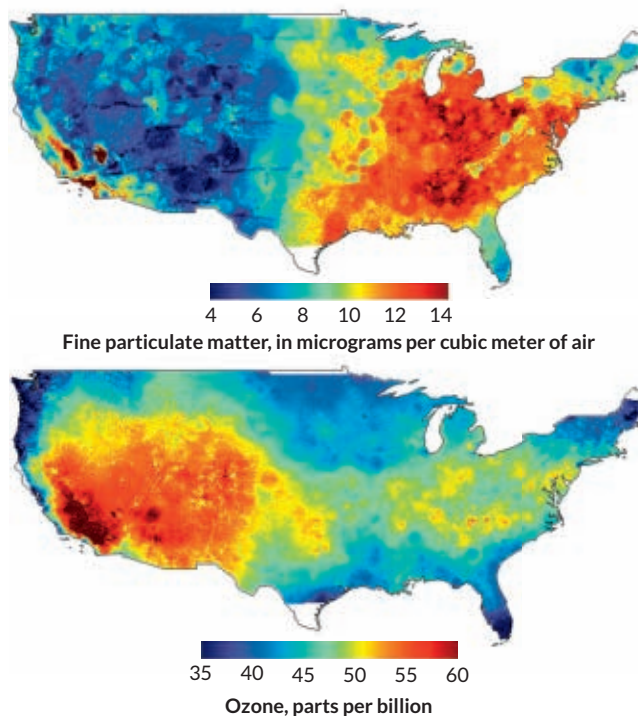 4 6 8 10 12 14
Fine particulate matter, in micrograms per cubic meter of air
35 40 45 50 55 60
Ozone, parts per billion